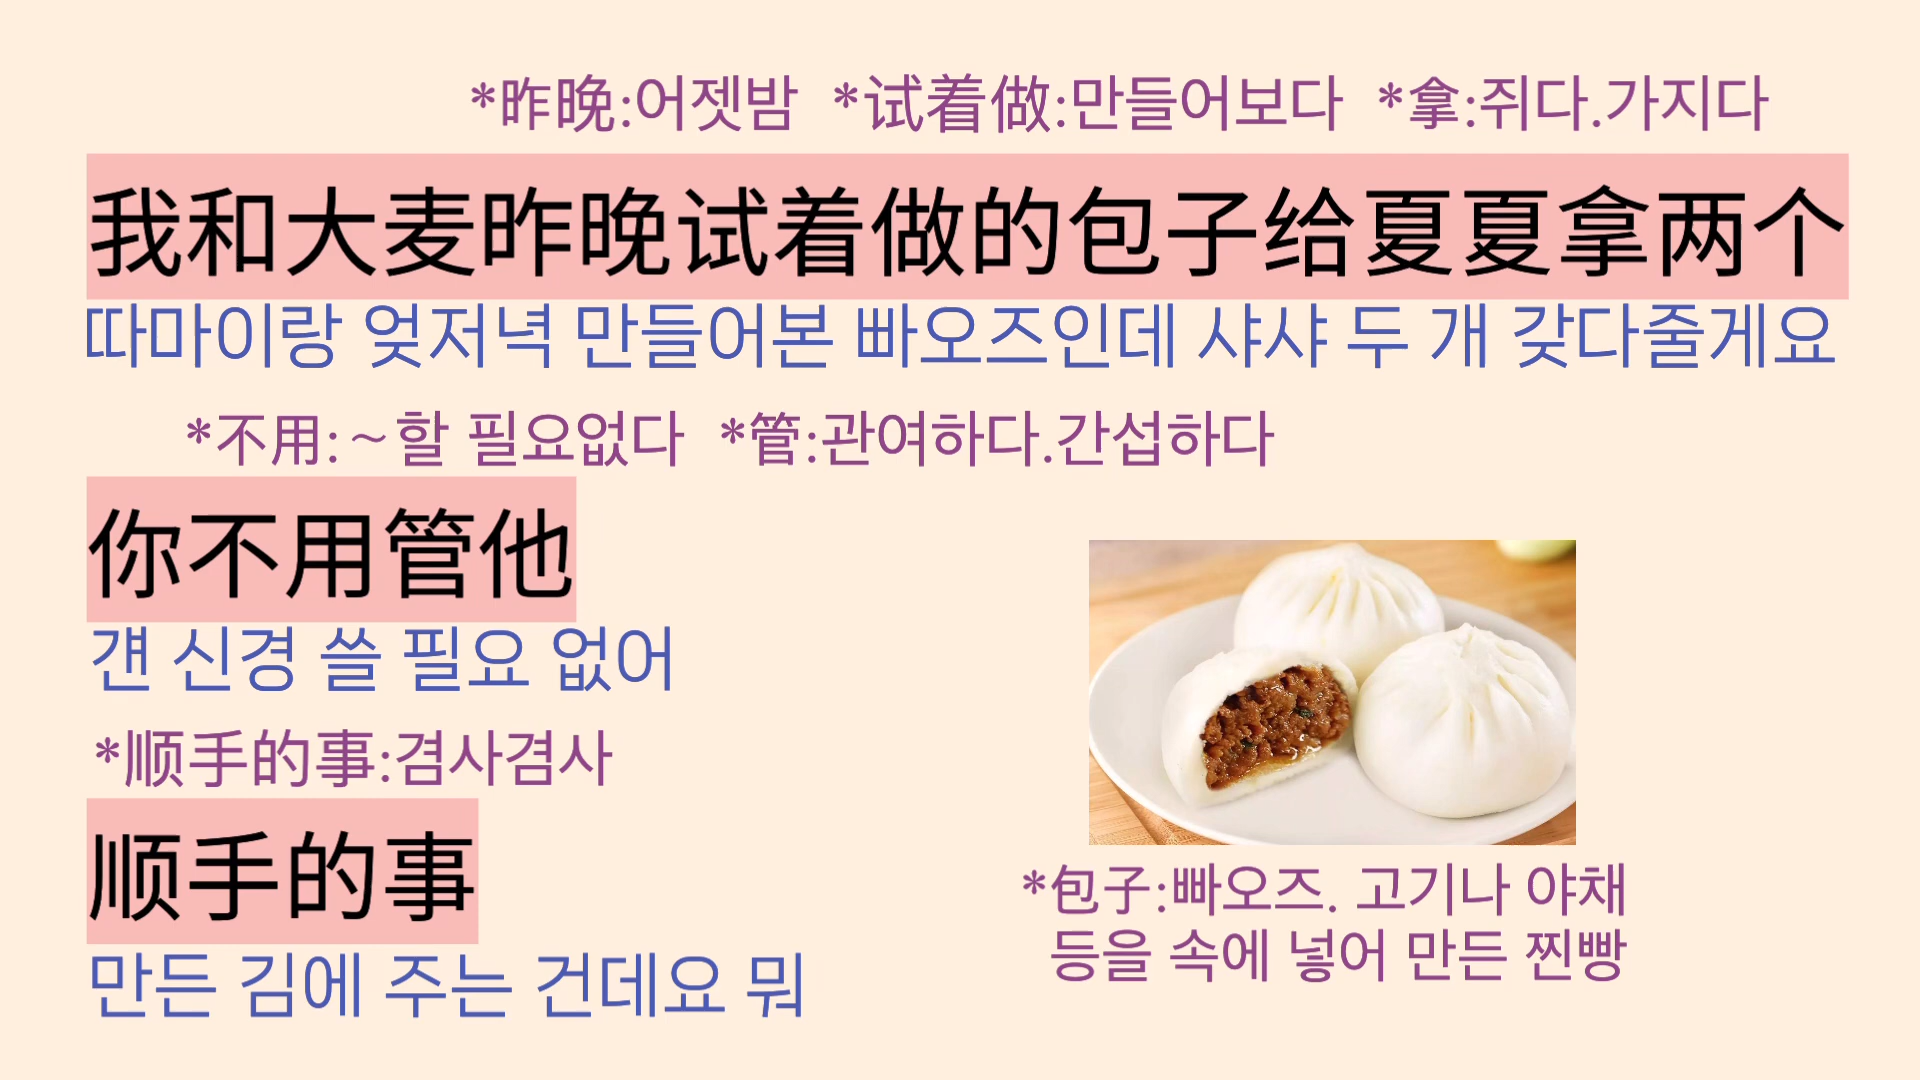 *昨晚:어젯밤 *试着做:만들어보다 *拿:쥐다.가지다
我和大麦昨晚试着做的包子给夏夏拿两个
따마이랑 엊저녁 만들어본 빠오즈인데 샤샤 두 개 갖다줄게요
*不用:~할 필요없다 *管:관여하다.간섭하다
你不用管他
걘 신경 쓸 필요 없어
*顺手的事:겸사겸사
顺手的事
만든 김에 주는 건데요 뭐
*包子:빠오즈. 고기나 야채
등을 속에 넣어 만든 찐빵